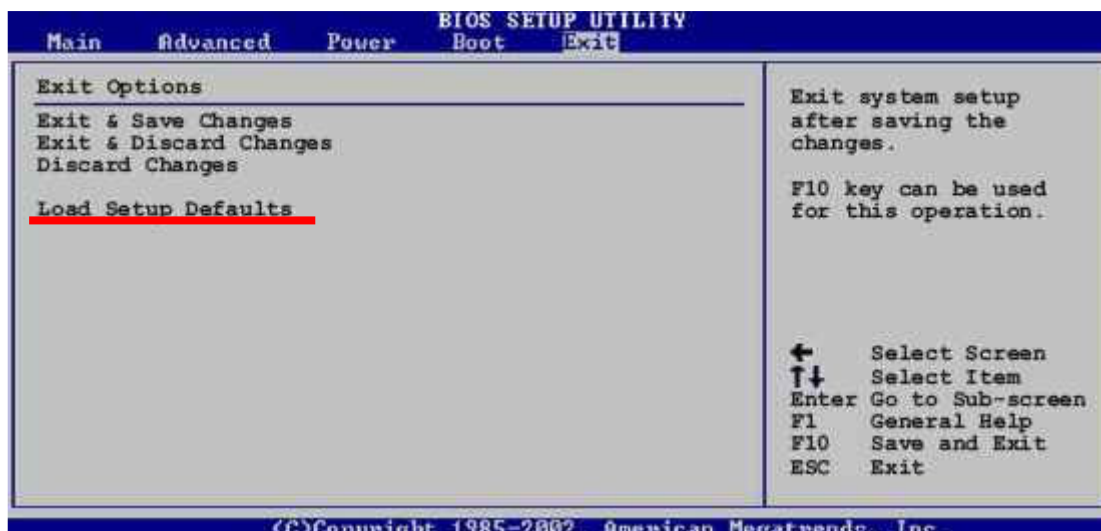 BIOS SETUP UTILITY
Main Advanced Power Boot Exit
Exit Options
Exit & Save Changes
Exit & Discard Changes
Discard Changes
Load Setup Defaults
Exit system setup
after saving the
changes.
F10 key can be used
for this operation.
← Select Screen
↑↓ Select Item
Enter Go to Sub-screen
F1 General Help
F10 Save and Exit
ESC Exit
(C)Copyright 1985-2002, American Megatrends, Inc.